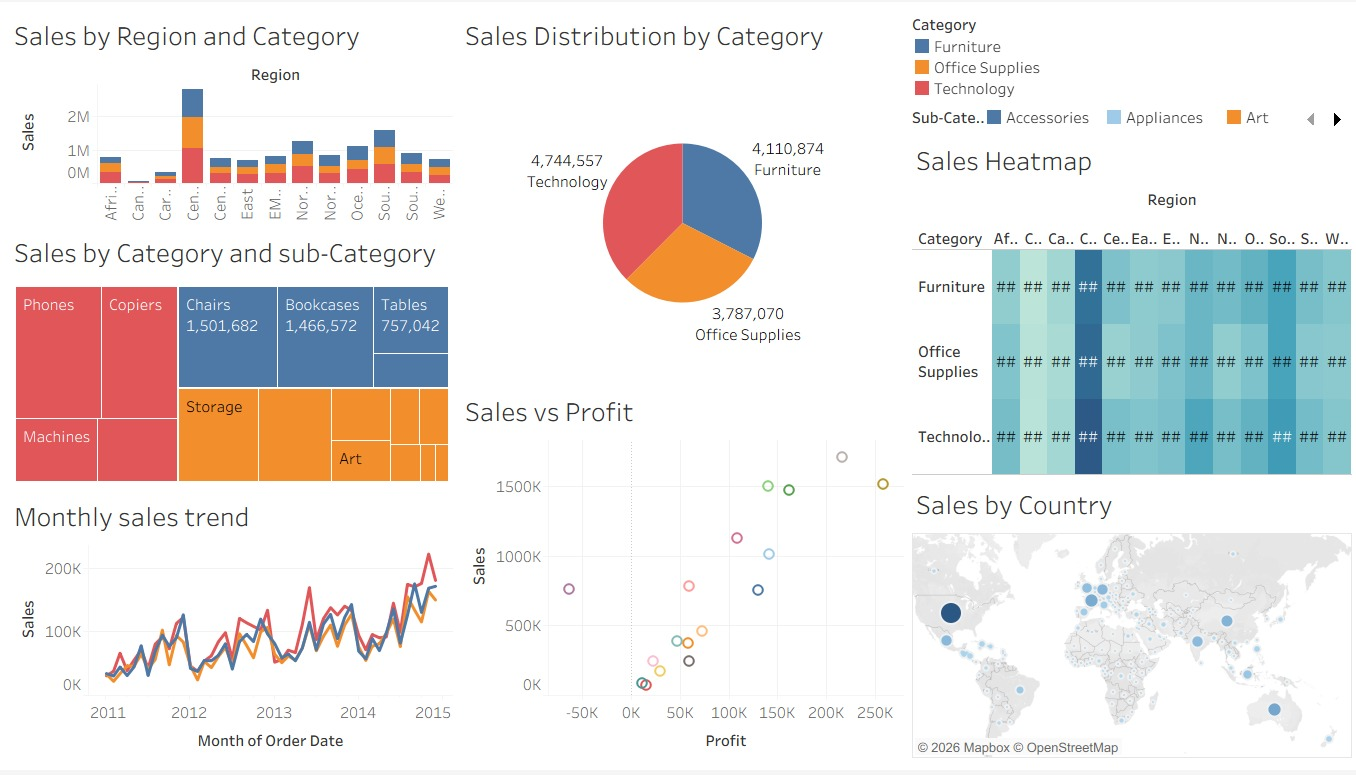 Sales by Region and Category
Region
Sales
2M
1M
0M
Afri..
Can..
Car..
Cen..
Cen..
East
EM..
Nor..
Nor..
Oce..
Sou..
Sou..
We..
Sales by Category and sub-Category
Phones
Copiers
Chairs
1,501,682
Bookcases
1,466,572
Tables
757,042
Storage
Machines
Art
Monthly sales trend
Sales
200K
100K
0K
2011
2012
2013
2014
2015
Month of Order Date
Sales Distribution by Category
4,744,557
Technology
4,110,874
Furniture
3,787,070
Office Supplies
Sales vs Profit
Sales
1500K
1000K
500K
0K
-50K
0K
50K
100K
150K
200K
250K
Profit
Category
Furniture
Office Supplies
Technology
Sub-Cate..
Accessories
Appliances
Art
Sales Heatmap
Region
Category Af.. C.. Ca.. C.. Ce.. Ea.. E.. N.. N.. O.. So.. S.. W..
Furniture ## ## ## ## ## ## ## ## ## ## ## ## ##
Office
Supplies ## ## ## ## ## ## ## ## ## ## ## ## ##
Technolo.. ## ## ## ## ## ## ## ## ## ## ## ## ##
Sales by Country
© 2026 Mapbox © OpenStreetMap